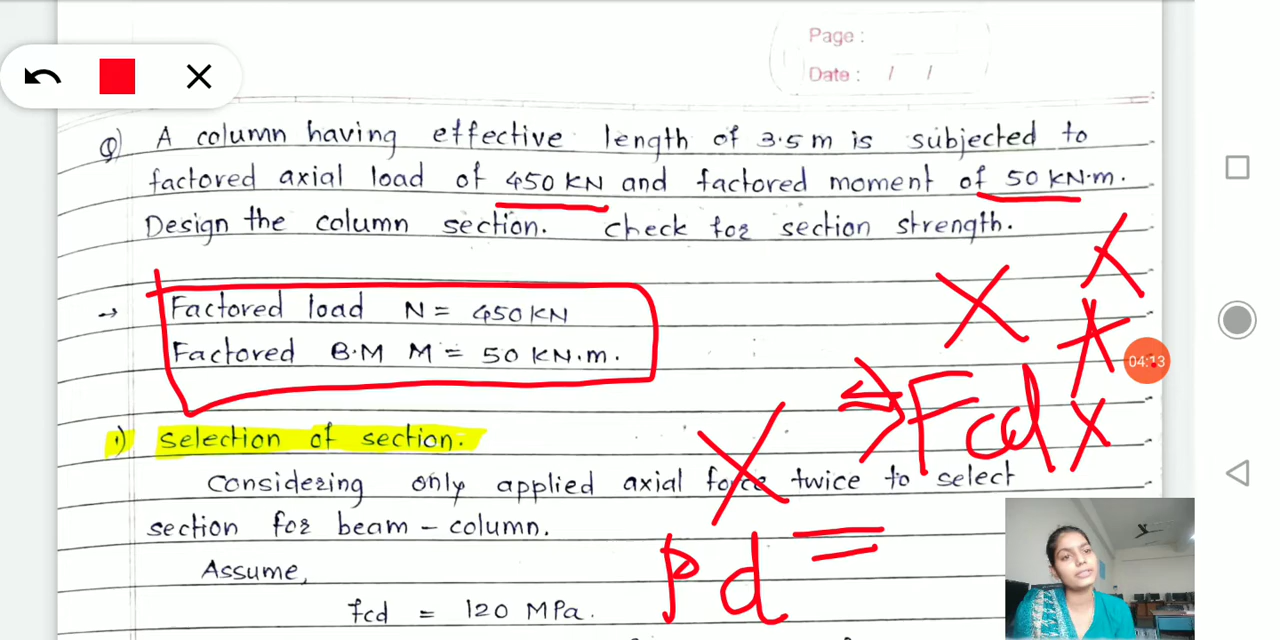 Page :
Date : / /
Q) A column having effective length of 3.5 m is subjected to
factored axial load of 450 KN and factored moment of 50 KN.m.
Design the column section. Check for section strength.
→ Factored load N = 450 KN
Factored B.M M = 50 KN.m.
04:13
⇒ Fcd
1) Selection of section.
Considering only applied axial force twice to select
section for beam - column.
Pd =
Assume,
fcd = 120 MPa.